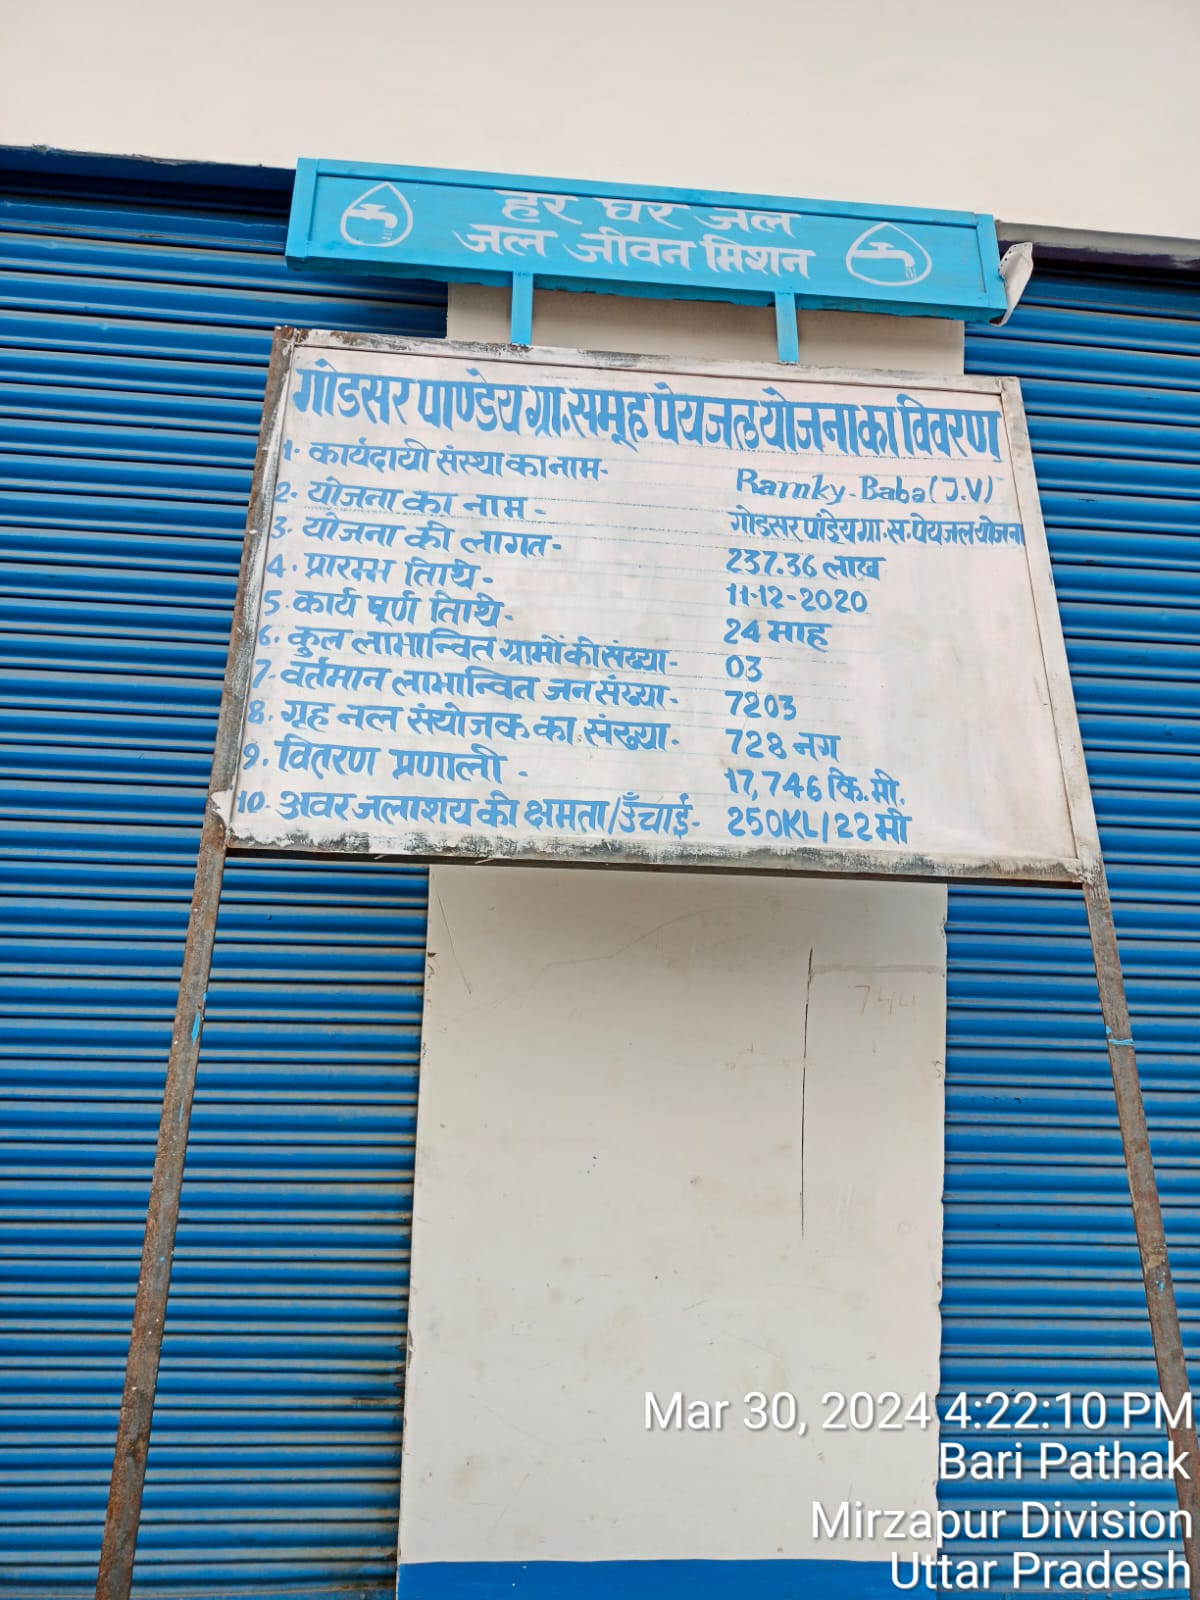 हर घर जल
जल जीवन मिशन
गोडसर पाण्डेय ग्रा.समूह पेयजल योजना का विवरण
1. कार्यदायी संस्था का नाम- Ramky-Baba(J.V)
2. योजना का नाम - गोडसर पांडेय ग्रा.स.पेयजल योजना
3. योजना की लागत- 237.36 लाख
4. प्रारम्भ तिथि- 11-12-2020
5. कार्य पूर्ण तिथि- 24 माह
6. कुल लाभान्वित ग्रामों की संख्या- 03
7. वर्तमान लाभान्वित जन संख्या- 7203
8. गृह नल संयोजक का संख्या- 728 नग
9. वितरण प्रणाली - 17,746 कि.मी.
10. अवर जलाशय की क्षमता/उँचाई- 250KL/22मी
744
Mar 30, 2024 4:22:10 PM
Bari Pathak
Mirzapur Division
Uttar Pradesh